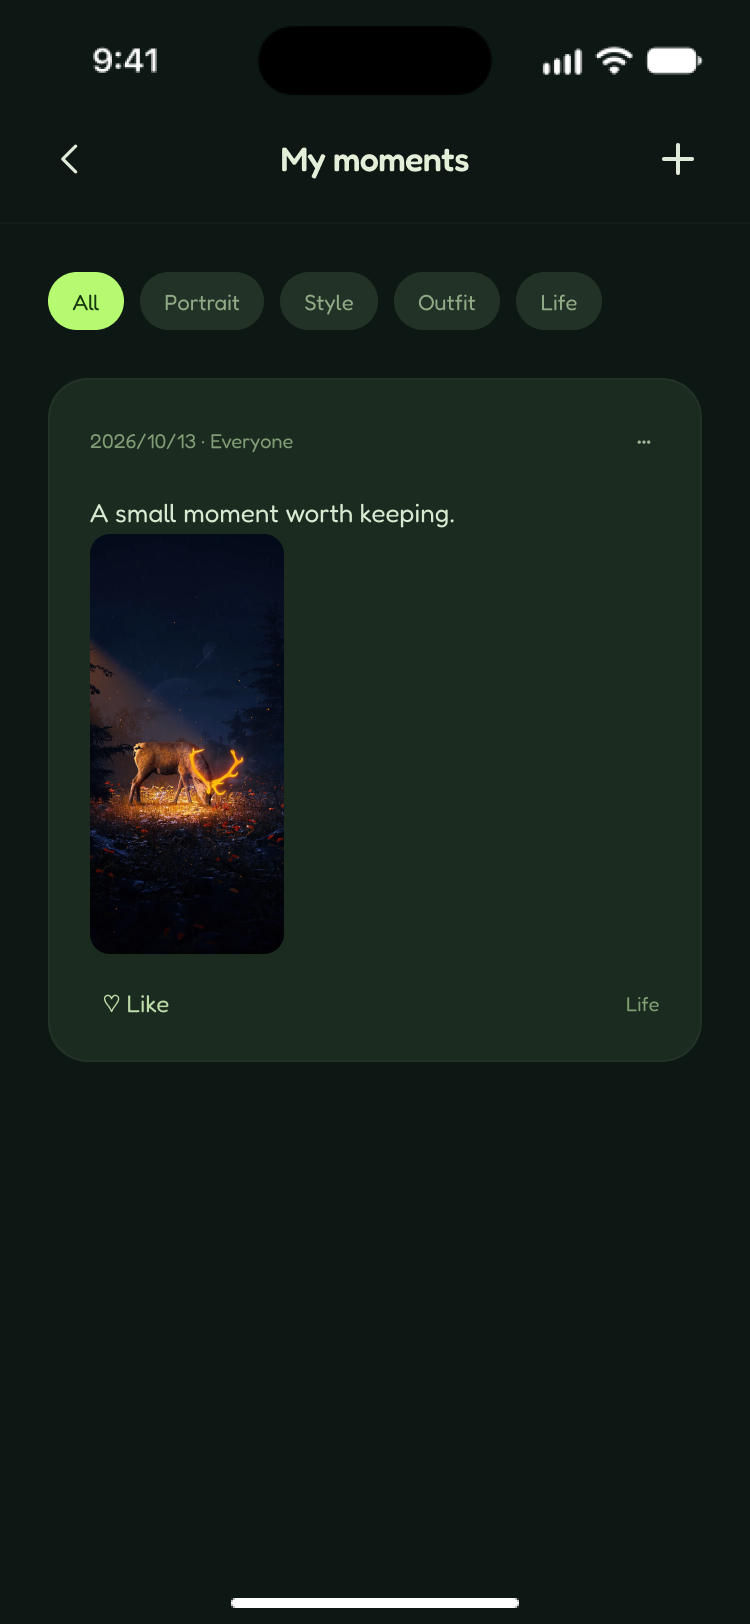 9:41
My moments
All Portrait Style Outfit Life
2026/10/13 · Everyone
A small moment worth keeping.
♡ Like
Life